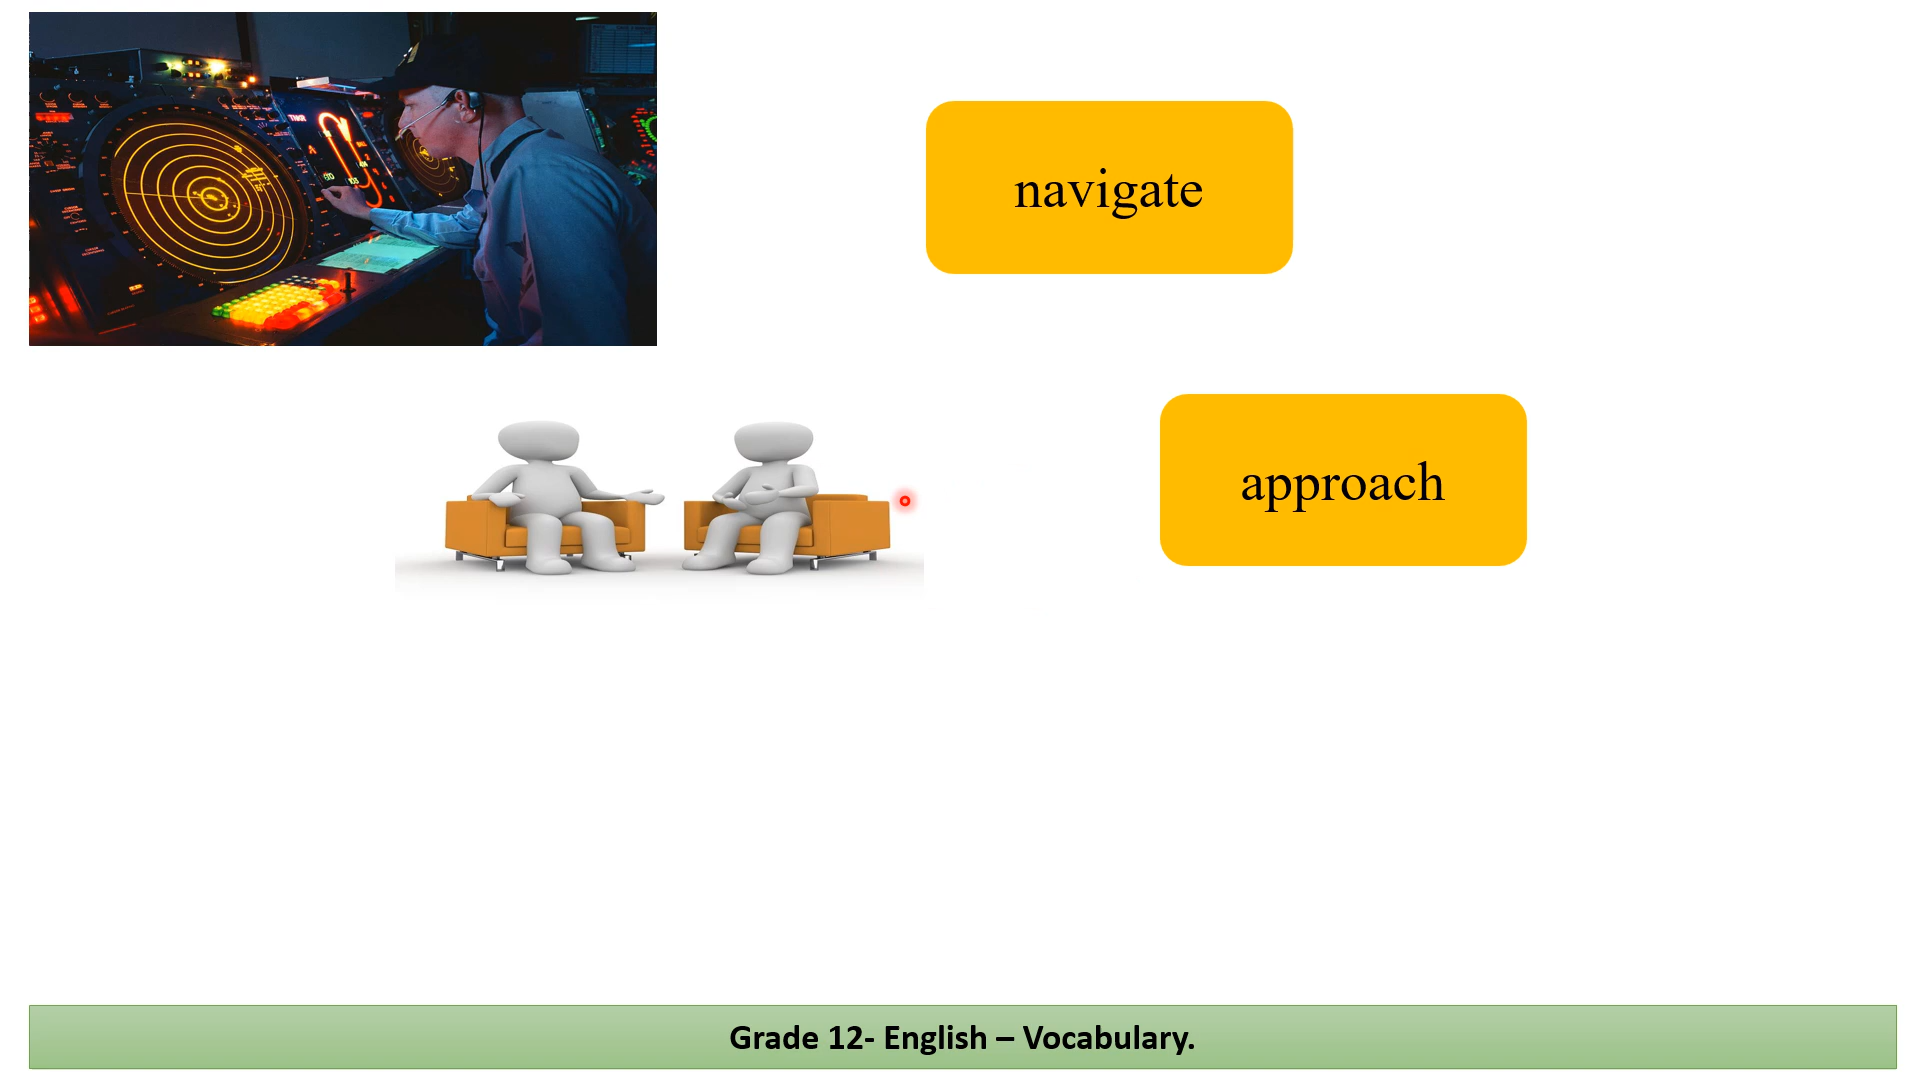 navigate
approach
Grade 12- English – Vocabulary.